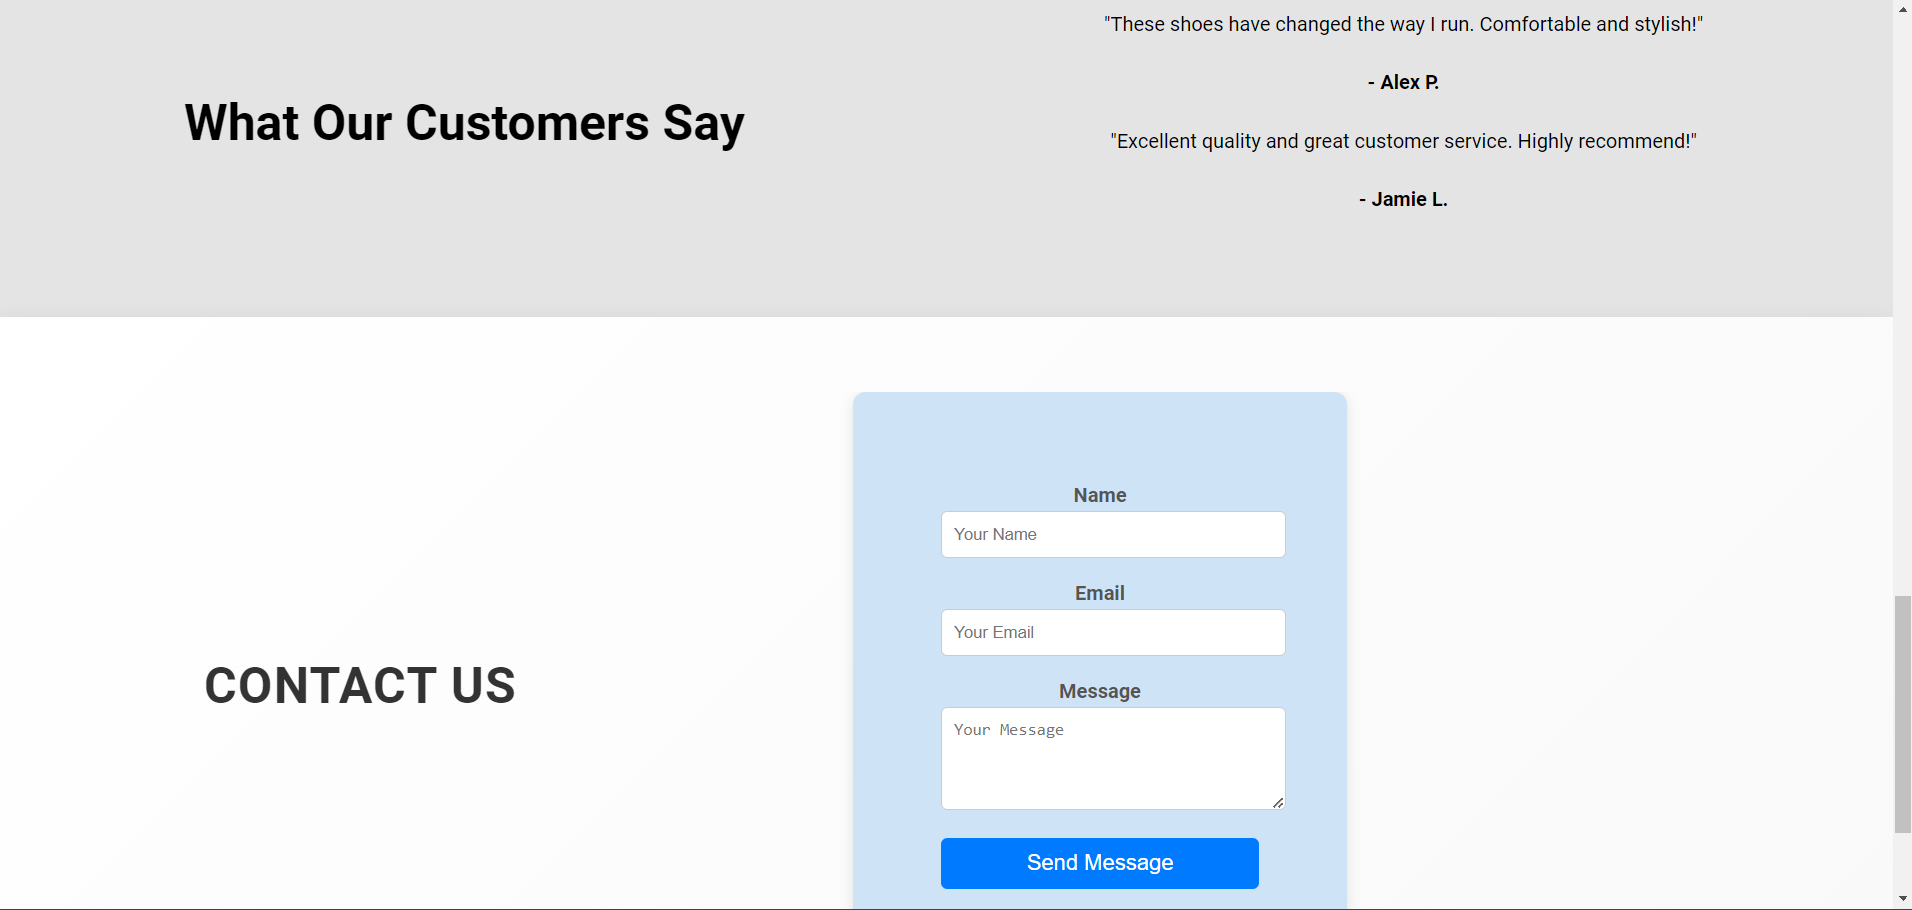 What Our Customers Say
"These shoes have changed the way I run. Comfortable and stylish!"
- Alex P.
"Excellent quality and great customer service. Highly recommend!"
- Jamie L.
CONTACT US
Name
Your Name
Email
Your Email
Message
Your Message
Send Message